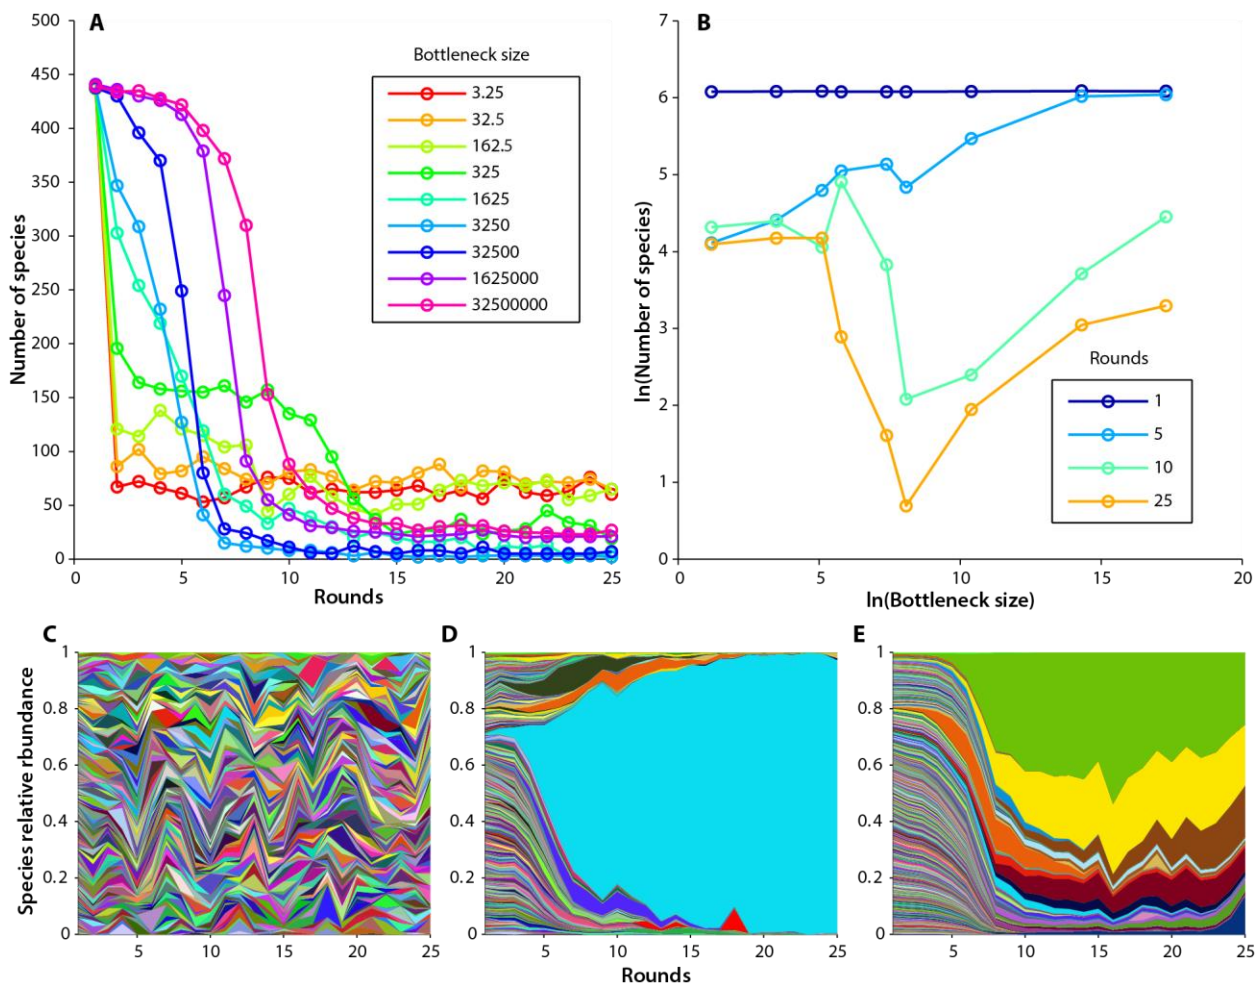 A
Number of species
500
450
400
350
300
250
200
150
100
50
0
Bottleneck size
3.25
32.5
162.5
325
1625
3250
32500
1625000
32500000
0 5 10 15 20 25
Rounds
B
ln(Number of species)
7
6
5
4
3
2
1
0
Rounds
1
5
10
25
0 5 10 15 20
ln(Bottleneck size)
C
Species relative rbundance
1
0.8
0.6
0.4
0.2
0
5 10 15 20 25
D
1
0.8
0.6
0.4
0.2
0
5 10 15 20 25
Rounds
E
1
0.8
0.6
0.4
0.2
0
5 10 15 20 25